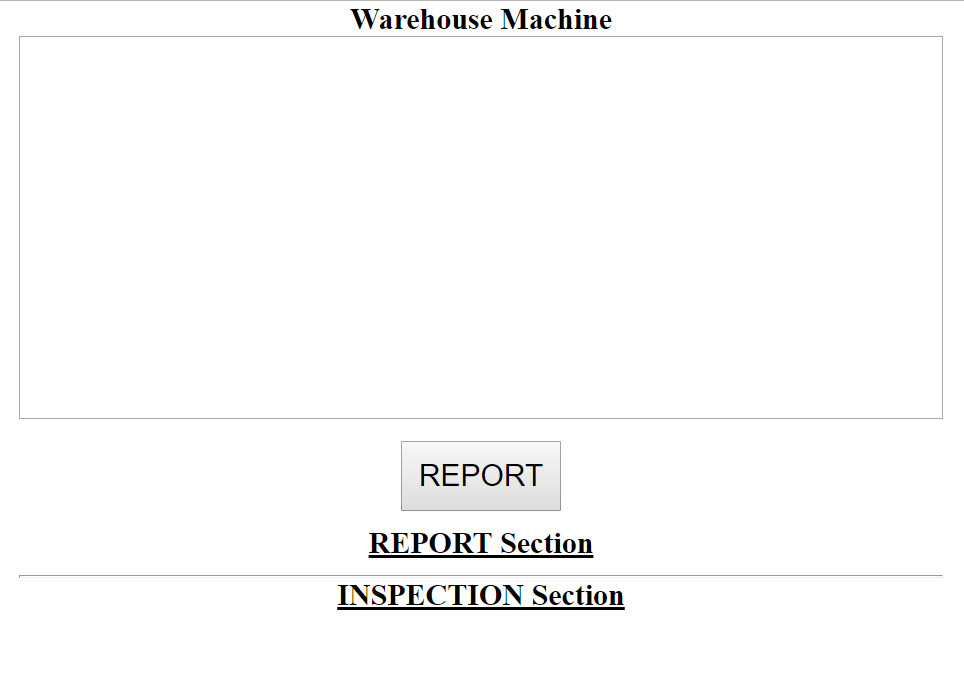 Warehouse Machine
REPORT
REPORT Section
INSPECTION Section